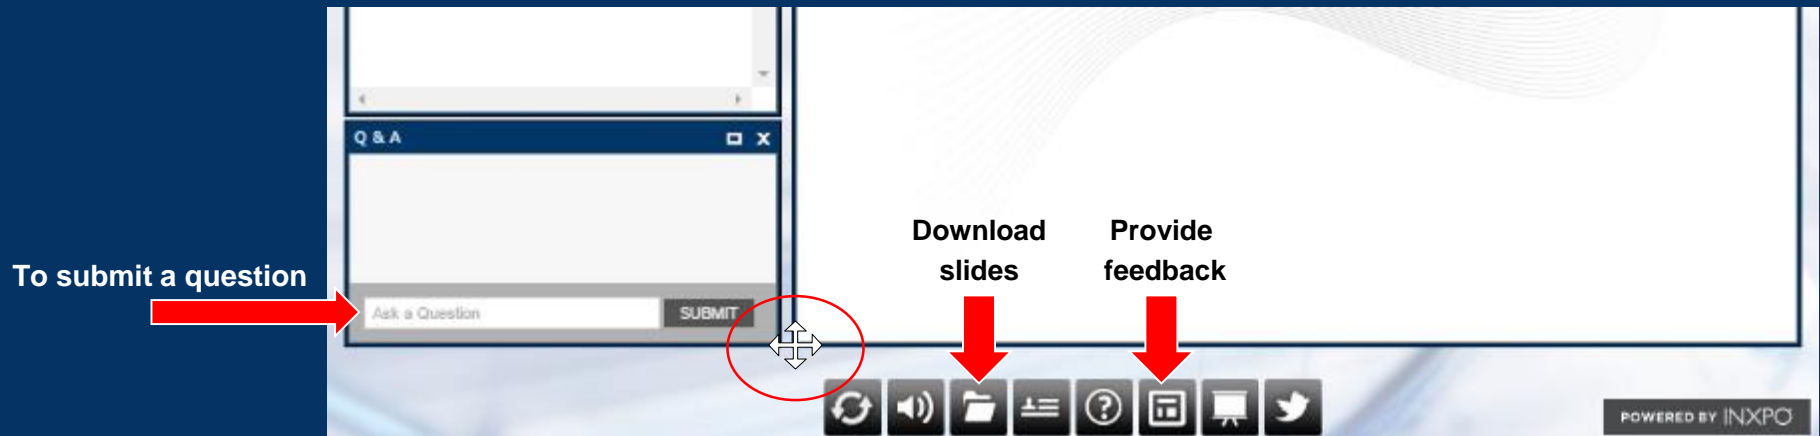 Q & A
To submit a question
Ask a Question
SUBMIT
Download
slides
Provide
feedback
POWERED BY INXPO